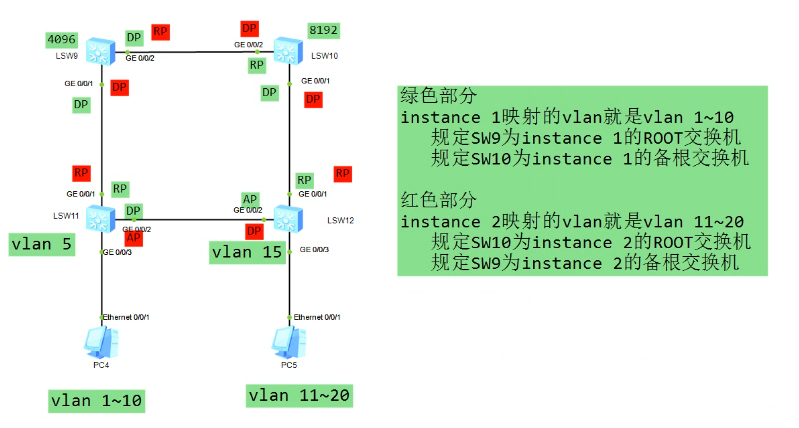 4096
DP
RP
DP
8192
LSW9
GE 0/0/2
GE 0/0/2
LSW10
RP
GE 0/0/1
DP
DP
DP
GE 0/0/1
DP
绿色部分
instance 1映射的vlan就是vlan 1~10
规定SW9为instance 1的ROOT交换机
规定SW10为instance 1的备根交换机
红色部分
instance 2映射的vlan就是vlan 11~20
规定SW10为instance 2的ROOT交换机
规定SW9为instance 2的备根交换机
RP
GE 0/0/1
RP
AP
RP
RP
GE 0/0/1
LSW11
DP
GE 0/0/2
GE 0/0/2
LSW12
AP
DP
vlan 5
GE 0/0/3
vlan 15
GE 0/0/3
Ethernet 0/0/1
Ethernet 0/0/1
PC4
PC5
vlan 1~10
vlan 11~20